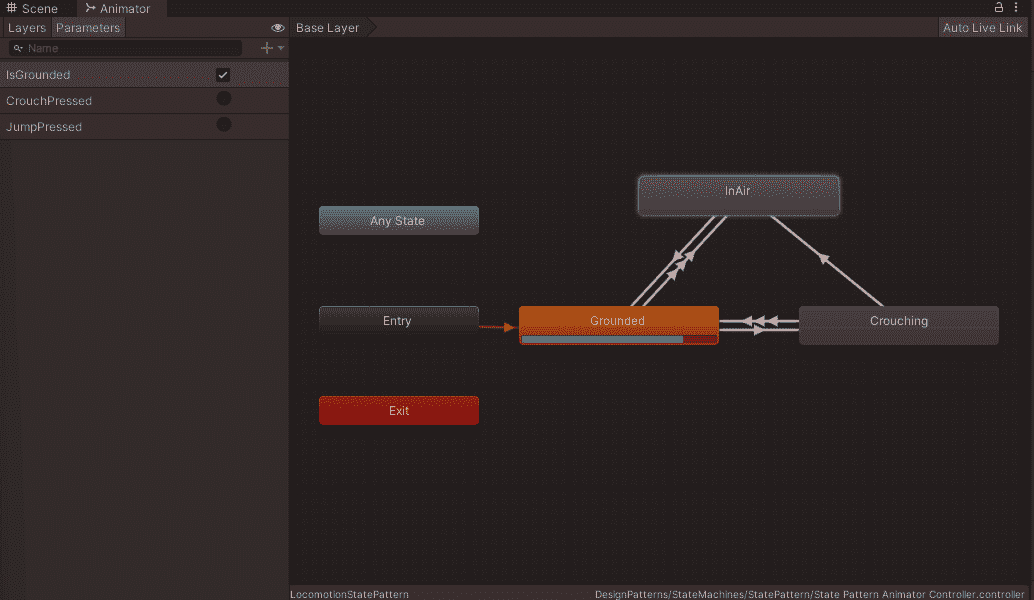 Scene Animator
Layers Parameters Base Layer Auto Live Link
Name
IsGrounded
CrouchPressed
JumpPressed
InAir
Any State
Entry Grounded Crouching
Exit
LocomotionStatePattern DesignPatterns/StateMachines/StatePattern/State Pattern Animator Controller.controller